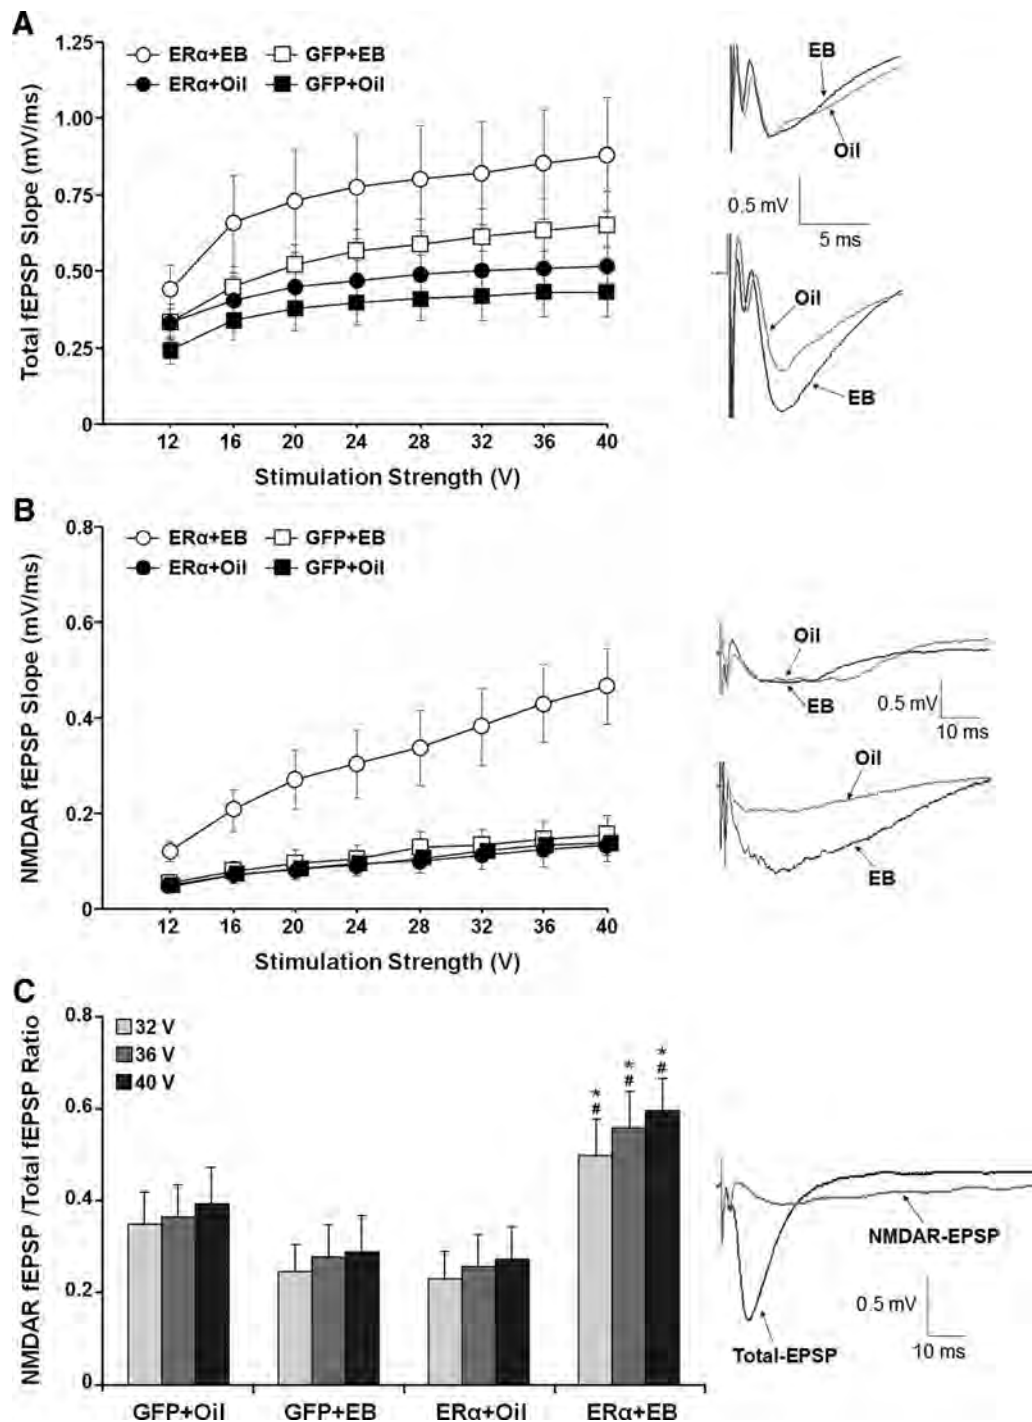 A
Total fEPSP Slope (mV/ms)
1.25
1.00
0.75
0.50
0.25
0
ERα+EB
GFP+EB
ERα+Oil
GFP+Oil
12 16 20 24 28 32 36 40
Stimulation Strength (V)
EB
Oil
0.5 mV
5 ms
Oil
EB
B
NMDAR fEPSP Slope (mV/ms)
0.8
0.6
0.4
0.2
0
ERα+EB
GFP+EB
ERα+Oil
GFP+Oil
12 16 20 24 28 32 36 40
Stimulation Strength (V)
Oil
EB
0.5 mV
10 ms
Oil
EB
C
NMDAR fEPSP /Total fEPSP Ratio
0.8
0.6
0.4
0.2
0
32 V
36 V
40 V
* * *
# # #
GFP+Oil GFP+EB ERα+Oil ERα+EB
NMDAR-EPSP
0.5 mV
10 ms
Total-EPSP